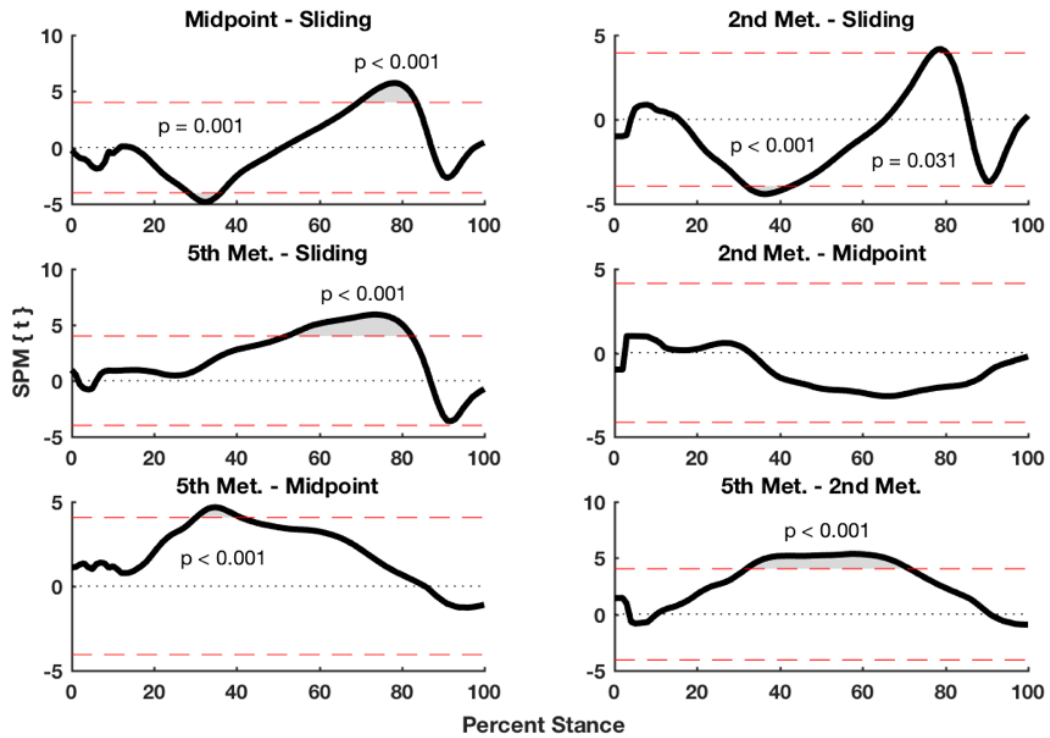 Midpoint - Sliding
10
5
0
-5
p = 0.001
p < 0.001
0 20 40 60 80 100
2nd Met. - Sliding
5
0
-5
p < 0.001
p = 0.031
0 20 40 60 80 100
5th Met. - Sliding
10
5
0
-5
p < 0.001
0 20 40 60 80 100
2nd Met. - Midpoint
5
0
-5
0 20 40 60 80 100
5th Met. - Midpoint
5
0
-5
p < 0.001
0 20 40 60 80 100
5th Met. - 2nd Met.
10
5
0
-5
p < 0.001
0 20 40 60 80 100
SPM { t }
Percent Stance